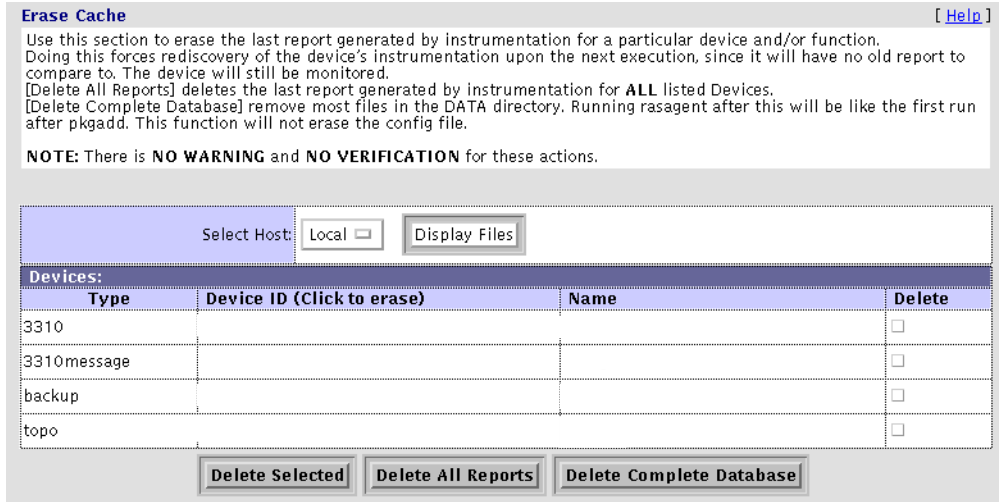 Erase Cache [ Help ]
Use this section to erase the last report generated by instrumentation for a particular device and/or function.
Doing this forces rediscovery of the device's instrumentation upon the next execution, since it will have no old report to
compare to. The device will still be monitored.
[Delete All Reports] deletes the last report generated by instrumentation for ALL listed Devices.
[Delete Complete Database] remove most files in the DATA directory. Running rasagent after this will be like the first run
after pkgadd. This function will not erase the config file.
NOTE: There is NO WARNING and NO VERIFICATION for these actions.
Select Host: Local Display Files
Devices:
Type Device ID (Click to erase) Name Delete
3310
3310message
backup
topo
Delete Selected Delete All Reports Delete Complete Database